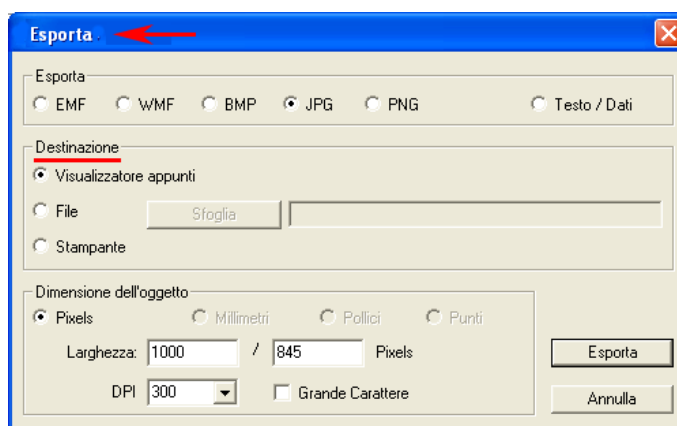 Esporta
Esporta
EMF WMF BMP JPG PNG Testo / Dati
Destinazione
Visualizzatore appunti
File Sfoglia
Stampante
Dimensione dell'oggetto
Pixels Millimetri Pollici Punti
Larghezza: 1000 / 845 Pixels Esporta
DPI 300 Grande Carattere Annulla